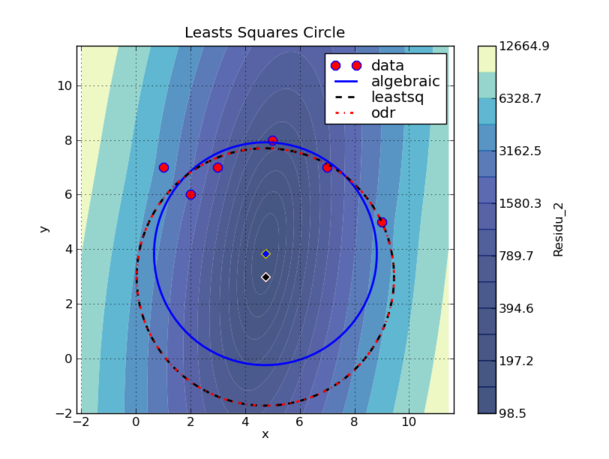 Leasts Squares Circle
data
algebraic
leastsq
odr
y
10
8
6
4
2
0
−2
−2 0 2 4 6 8 10
x
12664.9
6328.7
3162.5
1580.3
789.7
394.6
197.2
98.5
Residu_2